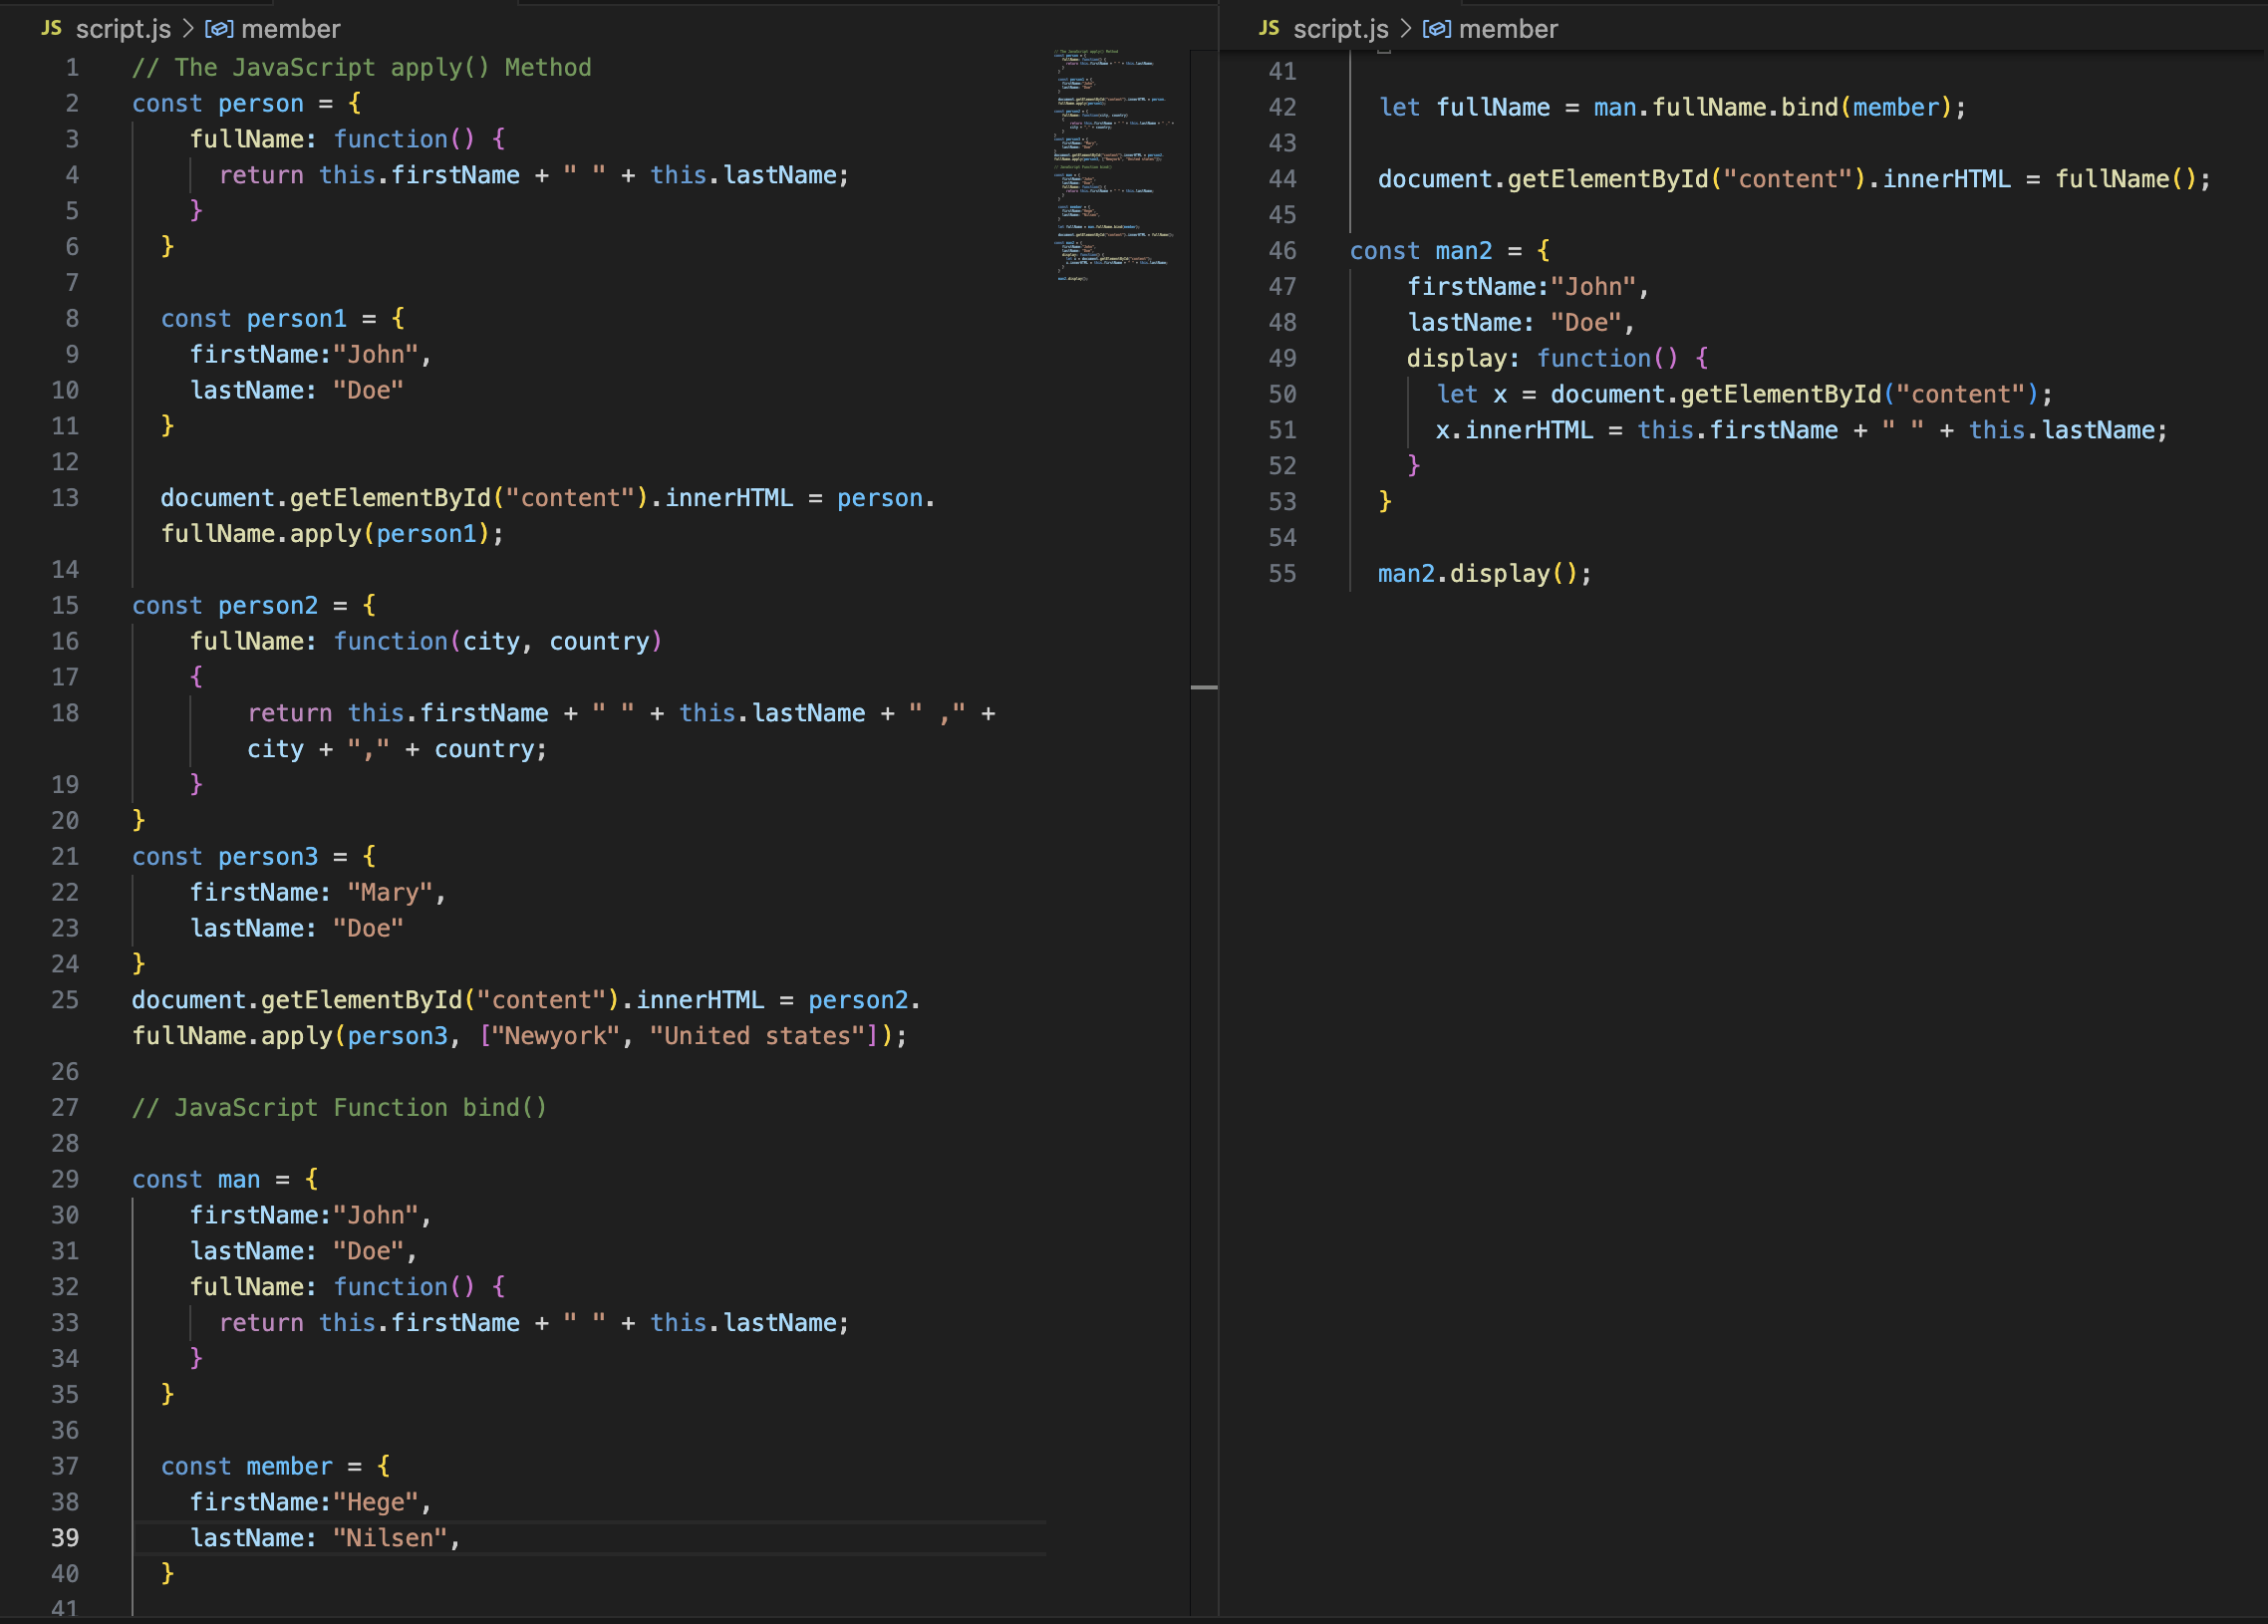 JS script.js > member
1 // The JavaScript apply() Method
2 const person = {
3 fullName: function() {
4 return this.firstName + " " + this.lastName;
5 }
6 }
7
8 const person1 = {
9 firstName:"John",
10 lastName: "Doe"
11 }
12
13 document.getElementById("content").innerHTML = person.
fullName.apply(person1);
14
15 const person2 = {
16 fullName: function(city, country)
17 {
18 return this.firstName + " " + this.lastName + " ," +
city + "," + country;
19 }
20 }
21 const person3 = {
22 firstName: "Mary",
23 lastName: "Doe"
24 }
25 document.getElementById("content").innerHTML = person2.
fullName.apply(person3, ["Newyork", "United states"]);
26
27 // JavaScript Function bind()
28
29 const man = {
30 firstName:"John",
31 lastName: "Doe",
32 fullName: function() {
33 return this.firstName + " " + this.lastName;
34 }
35 }
36
37 const member = {
38 firstName:"Hege",
39 lastName: "Nilsen",
40 }
41
JS script.js > member
41
42 let fullName = man.fullName.bind(member);
43
44 document.getElementById("content").innerHTML = fullName();
45
46 const man2 = {
47 firstName:"John",
48 lastName: "Doe",
49 display: function() {
50 let x = document.getElementById("content");
51 x.innerHTML = this.firstName + " " + this.lastName;
52 }
53 }
54
55 man2.display();